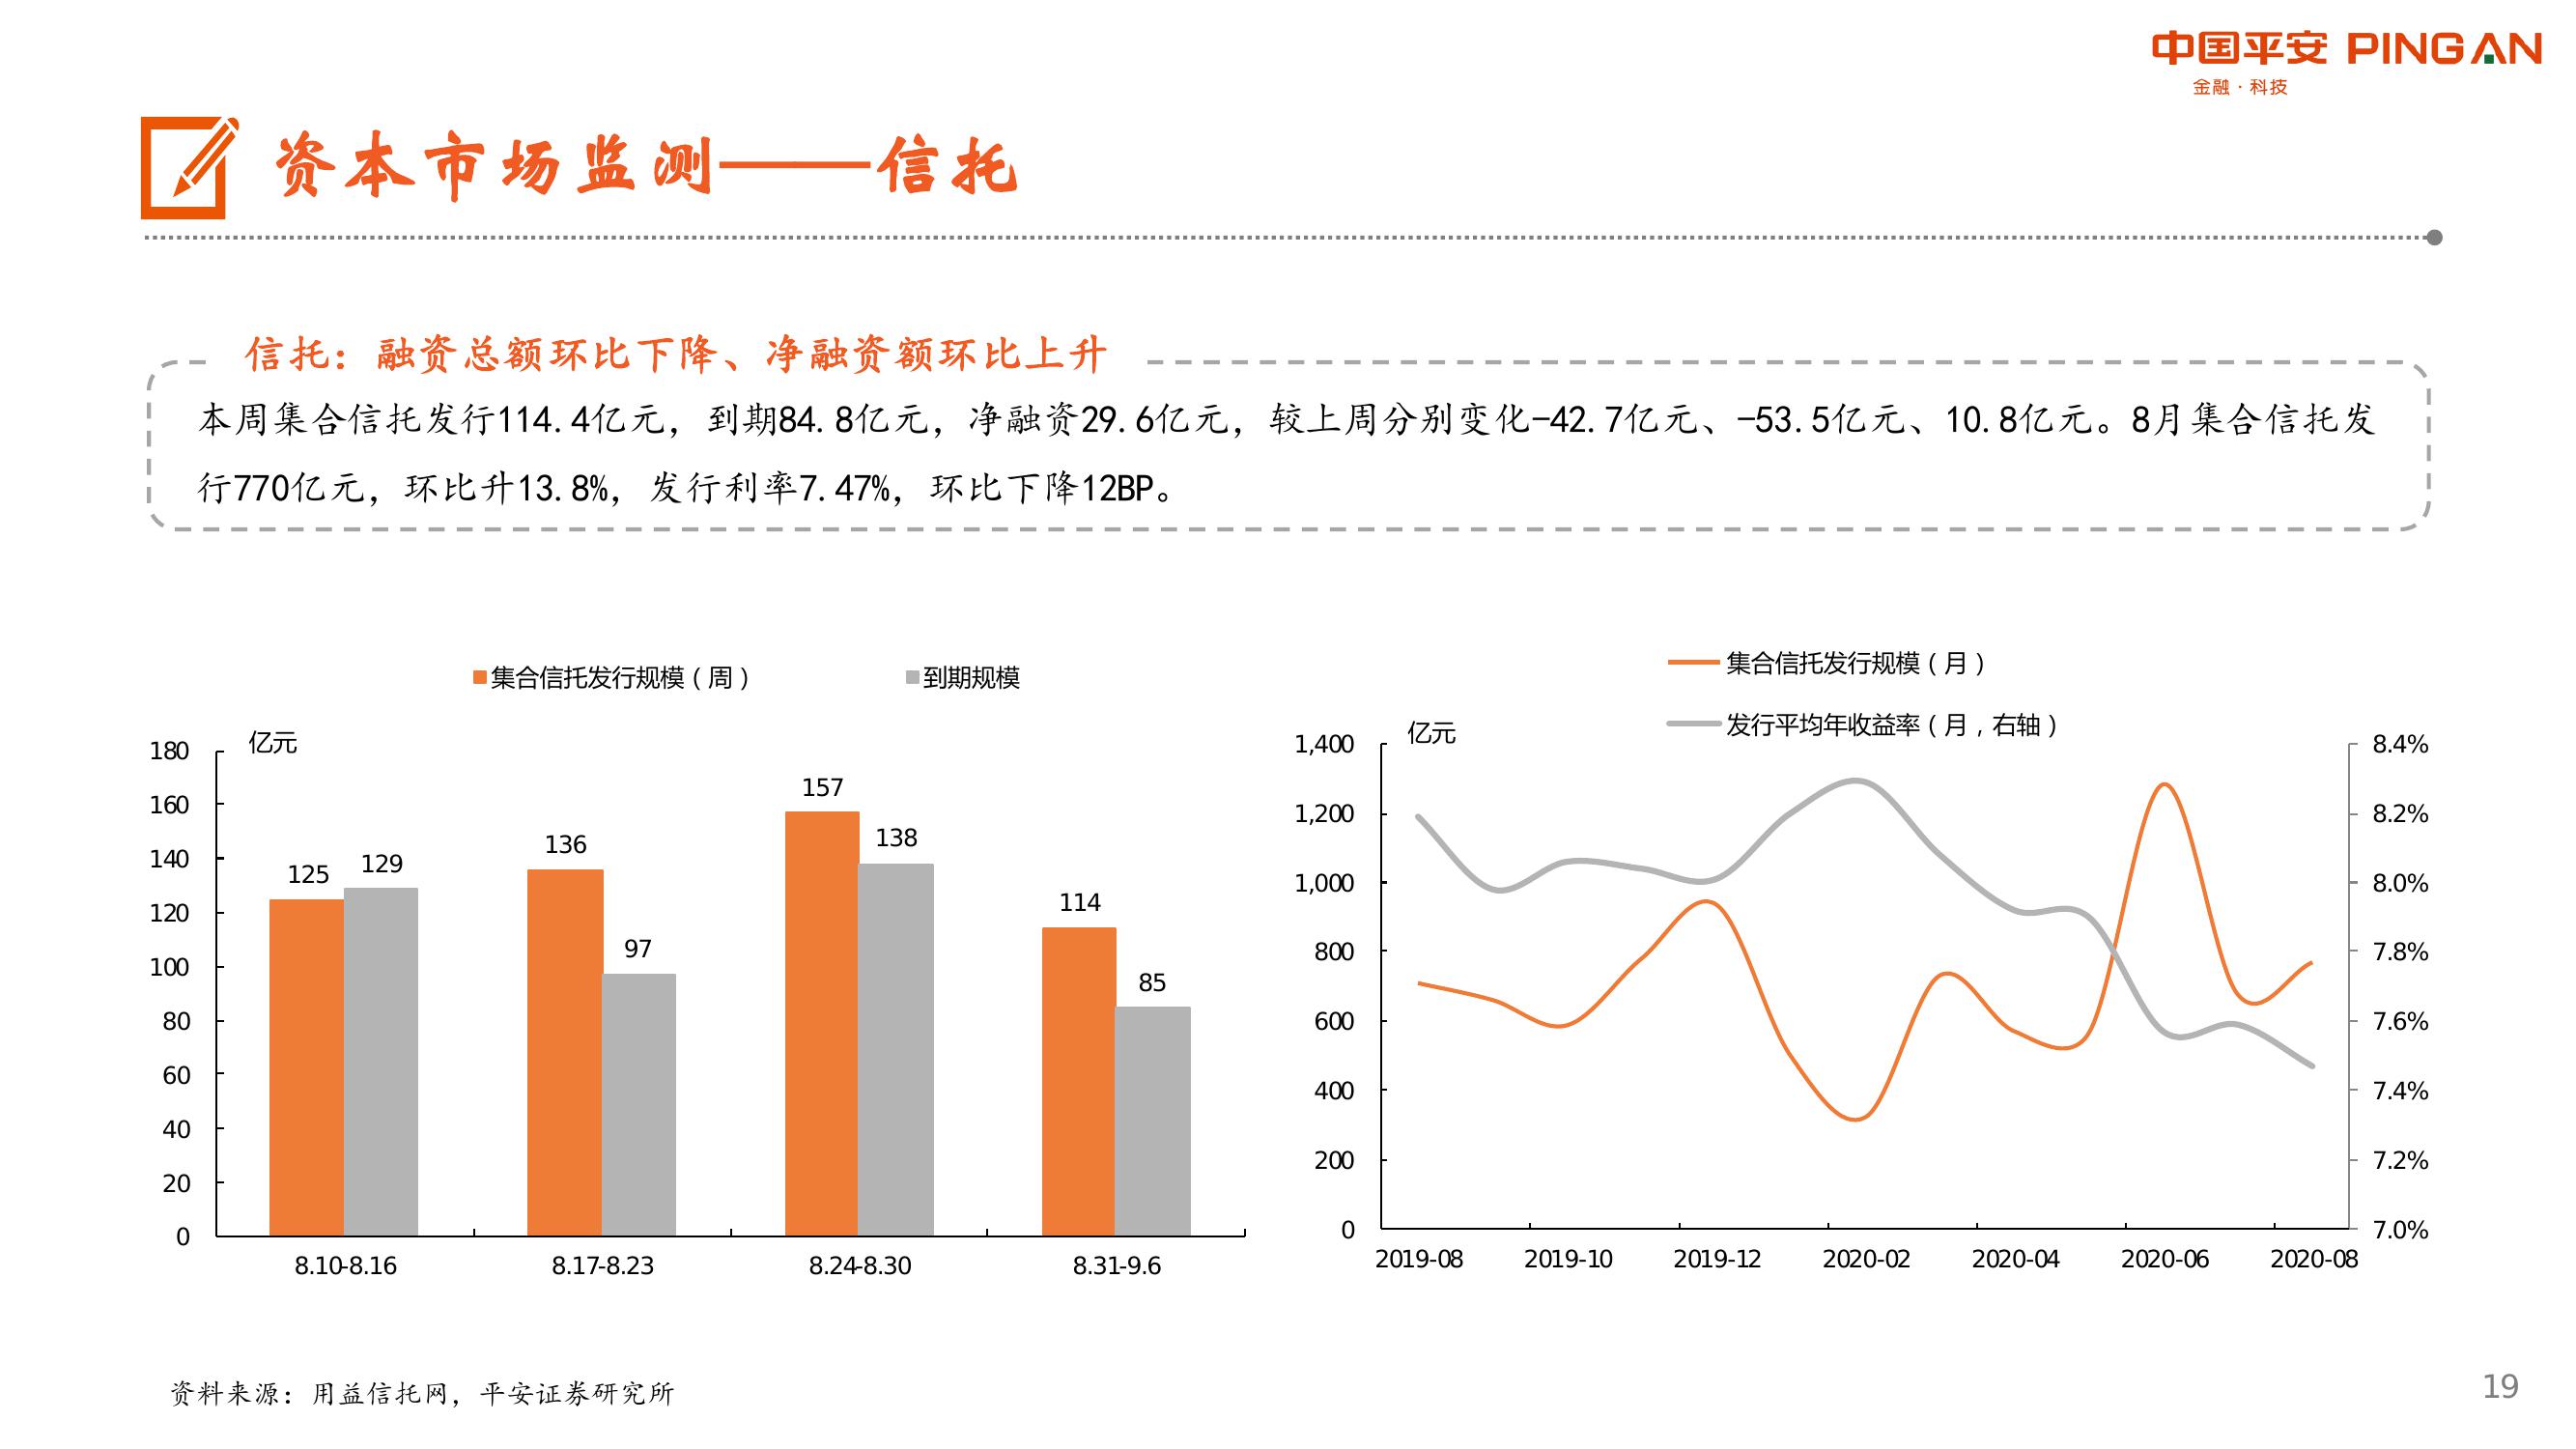 中国平安 PINGAN
金融·科技
资本市场监测——信托
信托：融资总额环比下降、净融资额环比上升
本周集合信托发行114.4亿元，到期84.8亿元，净融资29.6亿元，较上周分别变化-42.7亿元、-53.5亿元、10.8亿元。8月集合信托发
行770亿元，环比升13.8%，发行利率7.47%，环比下降12BP。
集合信托发行规模（周） 到期规模
亿元
180
160
140
120
100
80
60
40
20
0
125 129
136 97
157 138
114 85
8.10-8.16 8.17-8.23 8.24-8.30 8.31-9.6
集合信托发行规模（月）
发行平均年收益率（月，右轴）
亿元
1,400
1,200
1,000
800
600
400
200
0
8.4%
8.2%
8.0%
7.8%
7.6%
7.4%
7.2%
7.0%
2019-08 2019-10 2019-12 2020-02 2020-04 2020-06 2020-08
资料来源：用益信托网，平安证券研究所
19